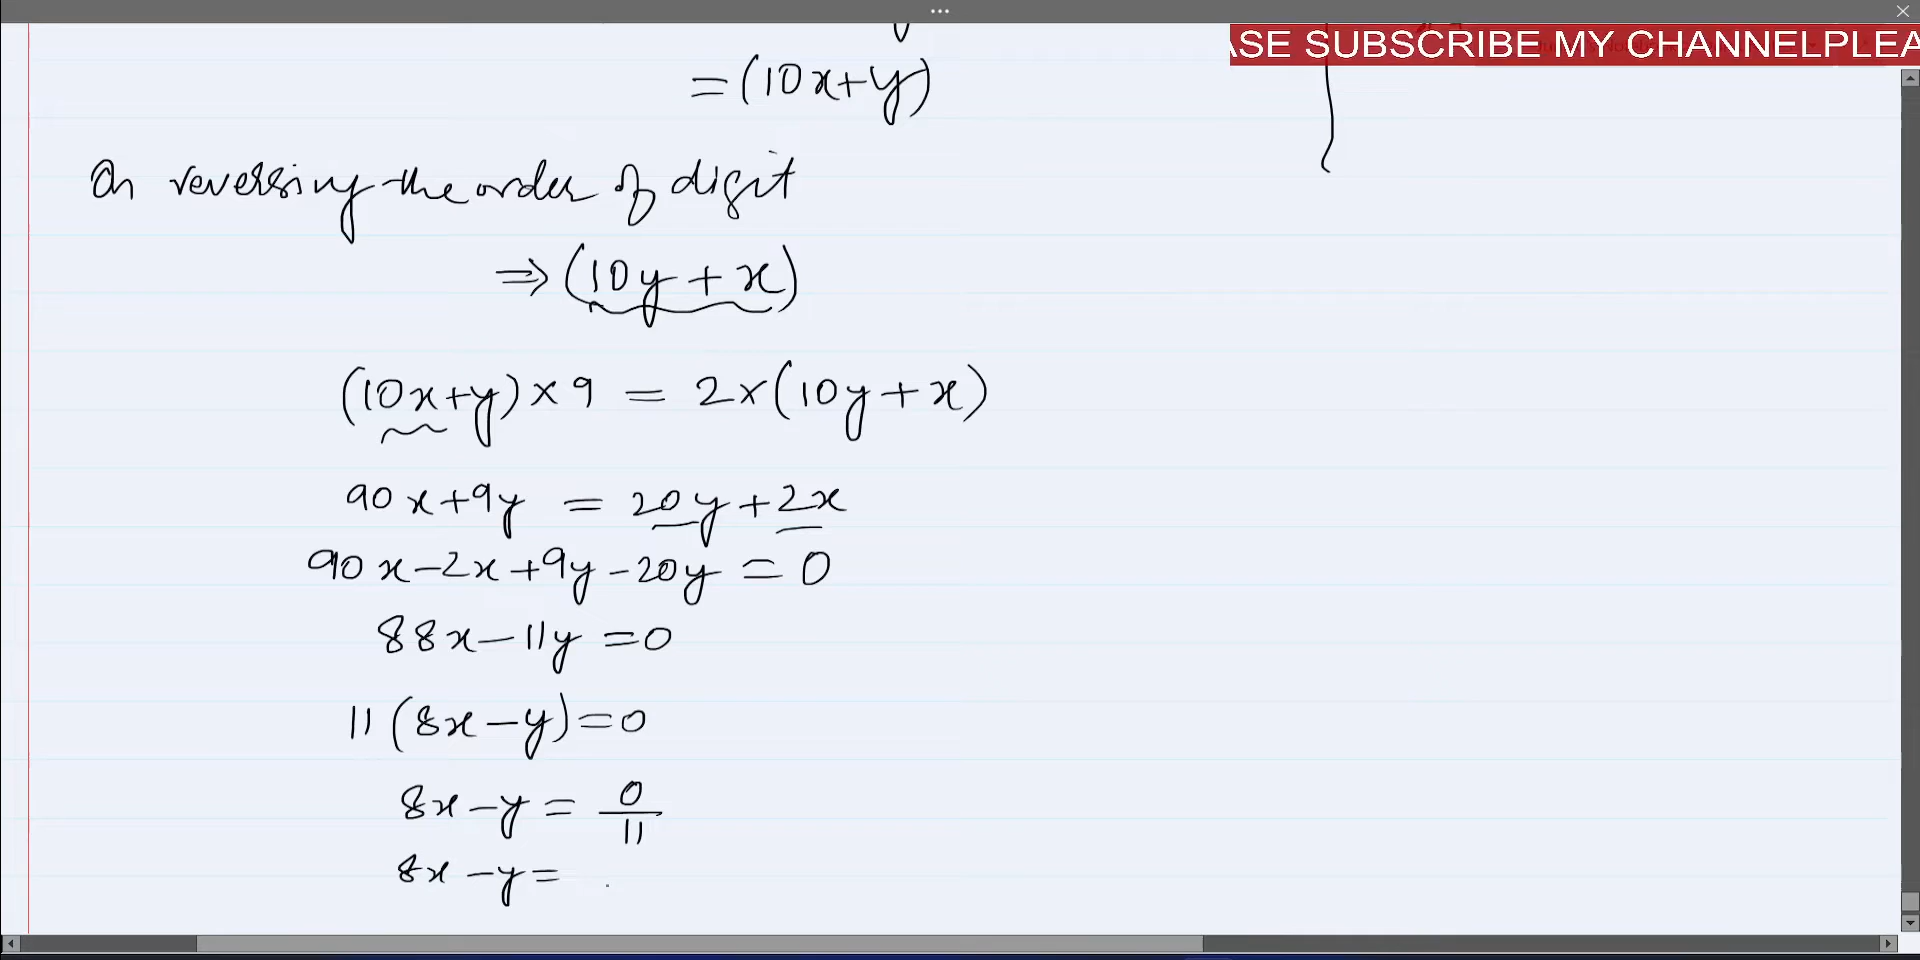 ...
ASE SUBSCRIBE MY CHANNELPLEA
=(10x+y)
On reversing the order of digit
⇒ (10y + x)
(10x+y) × 9 = 2×(10y+x)
90x+9y = 20y+2x
90x-2x+9y-20y = 0
88x-11y = 0
11(8x-y)=0
8x-y = 0/11
8x-y =